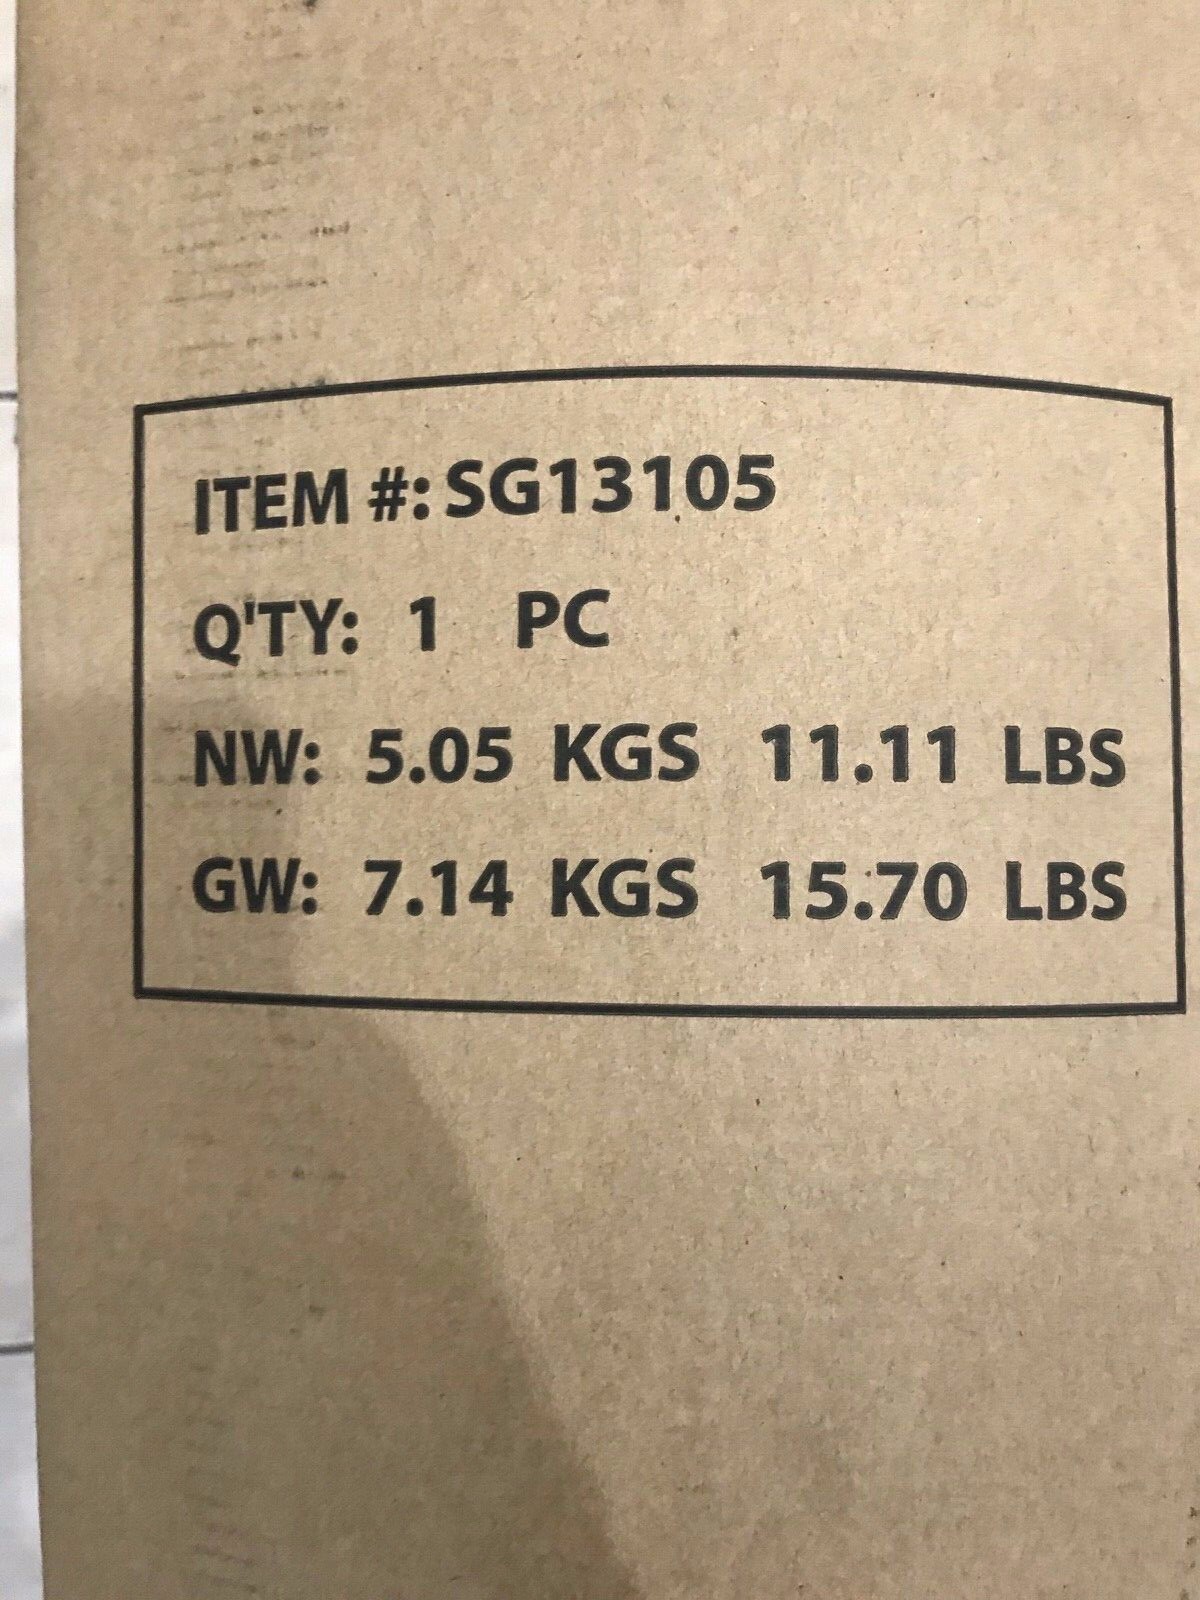 ITEM #: SG13105
Q'TY: 1 PC
NW: 5.05 KGS 11.11 LBS
GW: 7.14 KGS 15.70 LBS